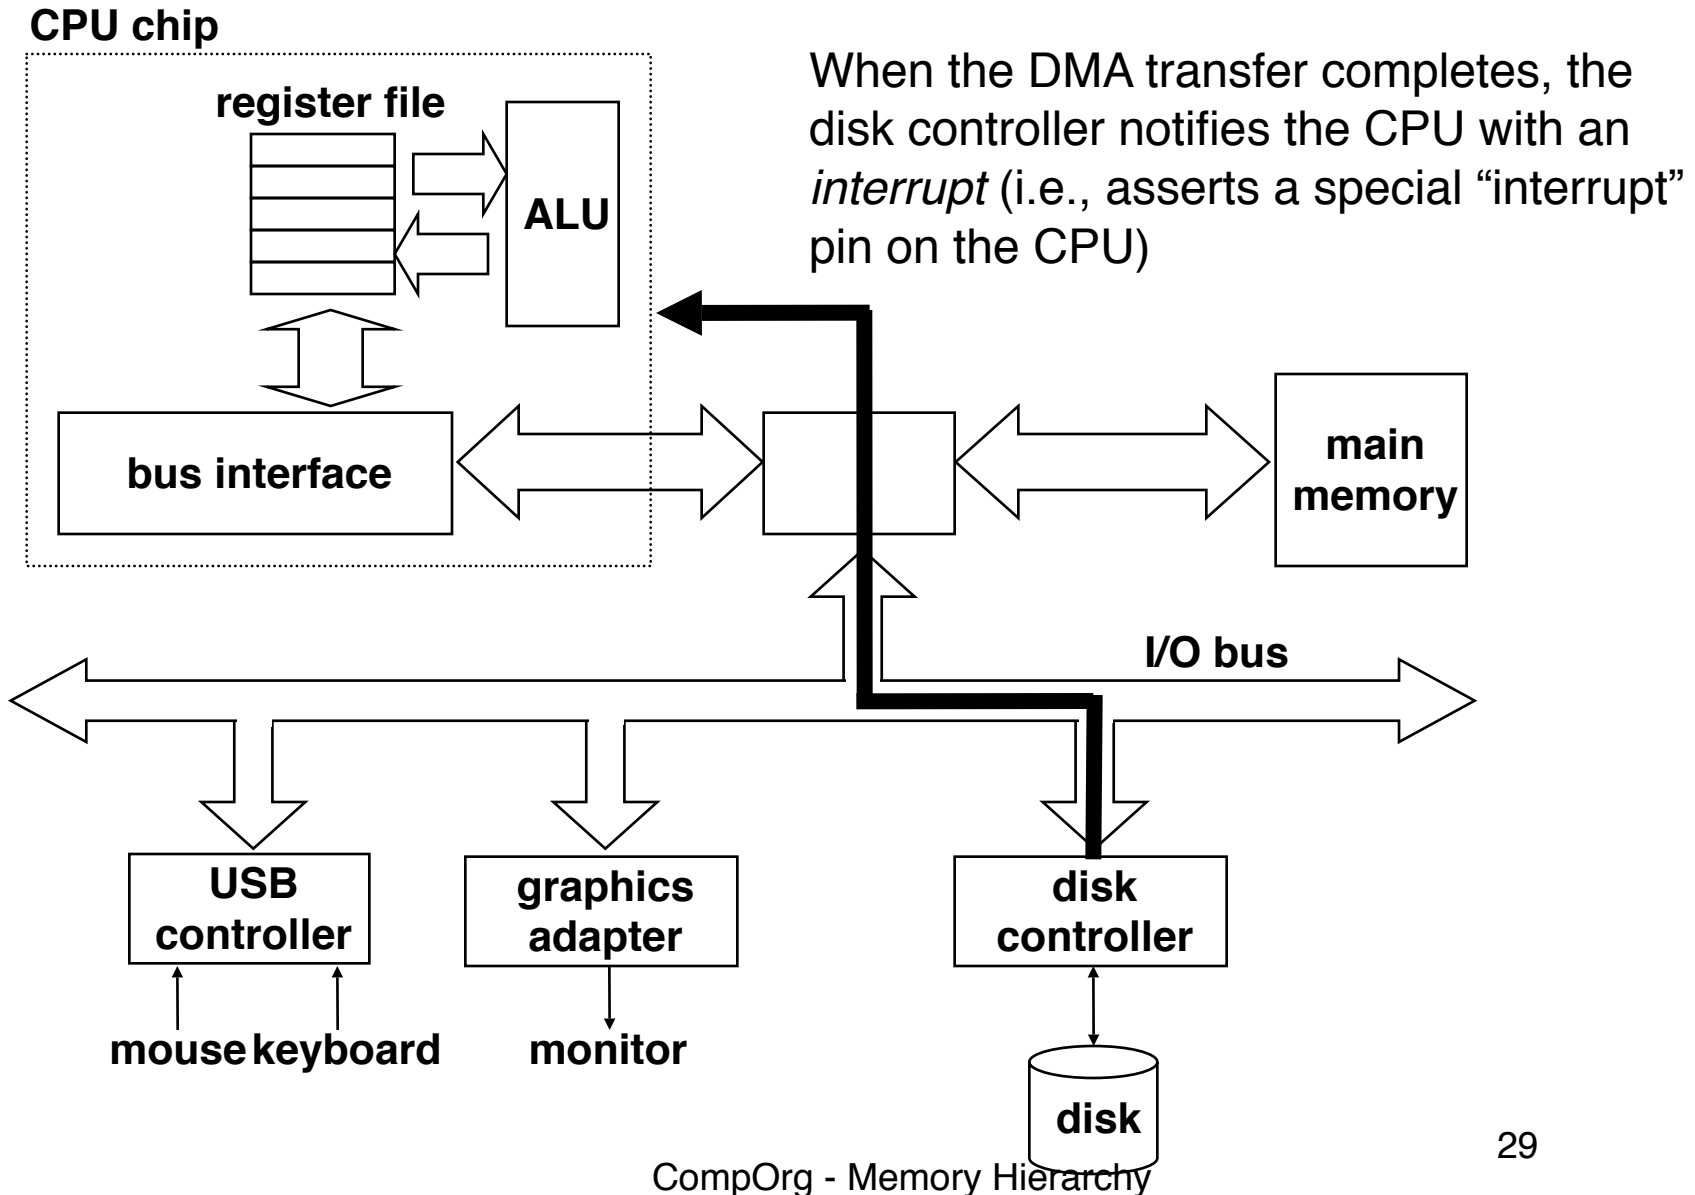 CPU chip
When the DMA transfer completes, the
disk controller notifies the CPU with an
interrupt (i.e., asserts a special “interrupt”
pin on the CPU)
register file
ALU
bus interface
main
memory
I/O bus
USB
controller
graphics
adapter
disk
controller
mouse keyboard
monitor
disk
CompOrg - Memory Hierarchy
29